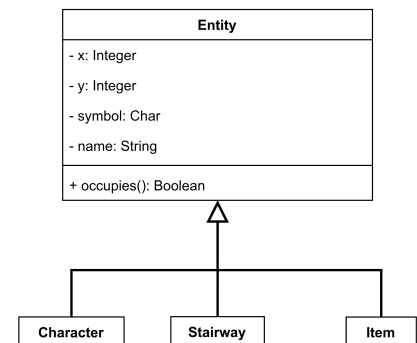 Entity
- x: Integer
- y: Integer
- symbol: Char
- name: String
+ occupies(): Boolean
Character
Stairway
Item